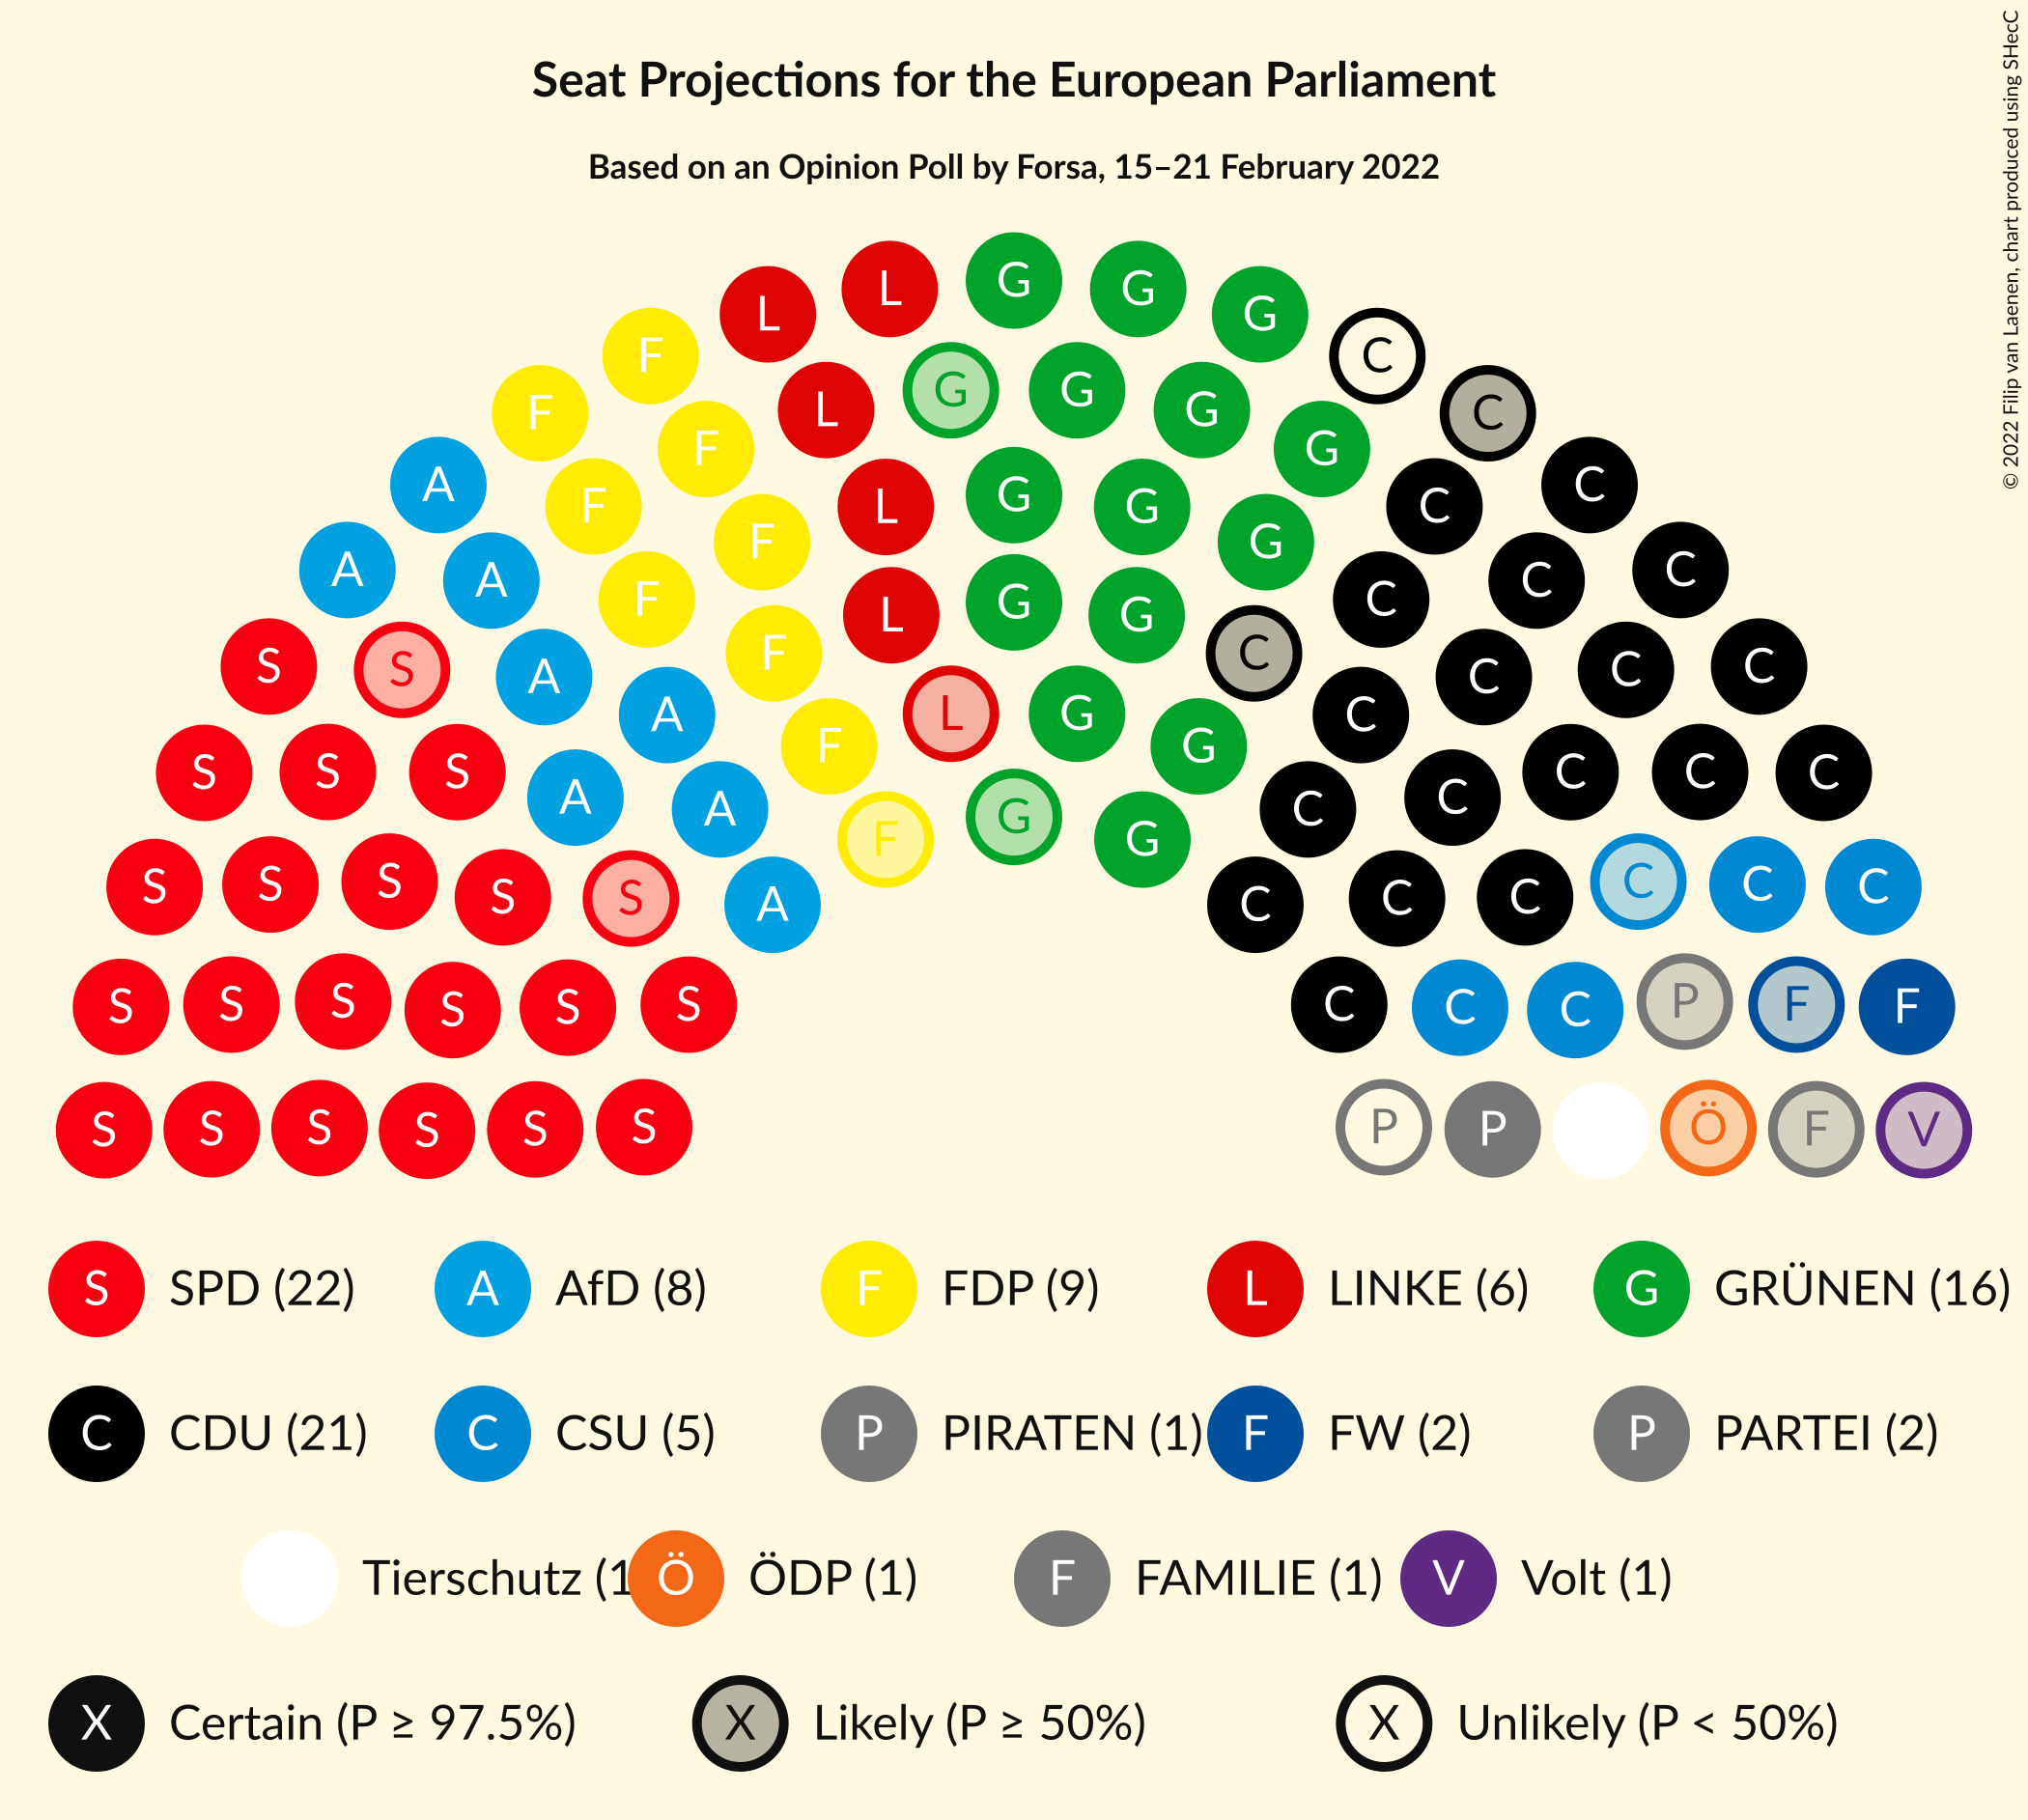 © 2022 Filip van Laenen, chart produced using SHecC
Seat Projections for the European Parliament
Based on an Opinion Poll by Forsa, 15–21 February 2022
L L G G G
F C
F L G G G C
F G
A F L G G C C
F G
A A F L G G C C C
S S A F C C C C
A L G C
F G
S S S C C C
A A G C C
F G
S S S S S A C C C C C C
S S S S S S C C C P F F
S S S S S S P P Ö F V
S SPD (22) A AfD (8) F FDP (9) L LINKE (6) G GRÜNEN (16)
C CDU (21) C CSU (5) P PIRATEN (1) F FW (2) P PARTEI (2)
Tierschutz (1 Ö ÖDP (1) F FAMILIE (1) V Volt (1)
X Certain (P ≥ 97.5%) X Likely (P ≥ 50%) X Unlikely (P < 50%)